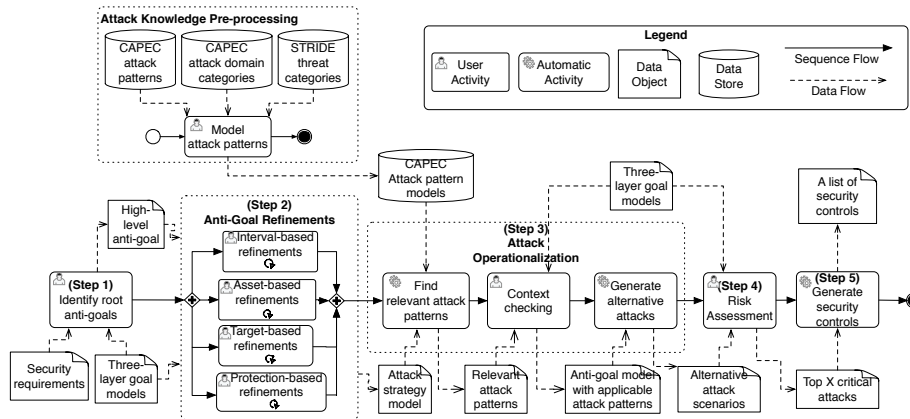 Attack Knowledge Pre-processing
CAPEC
attack
patterns
CAPEC
attack domain
categories
STRIDE
threat
categories
Model
attack patterns
Legend
User
Activity
Automatic
Activity
Data
Object
Data
Store
Sequence Flow
Data Flow
CAPEC
Attack pattern
models
Three-
layer goal
models
A list of
security
controls
High-
level
anti-goal
(Step 2)
Anti-Goal Refinements
Interval-based
refinements
Asset-based
refinements
Target-based
refinements
Protection-based
refinements
(Step 1)
Identify root
anti-goals
Security
requirements
Three-
layer goal
models
(Step 3)
Attack
Operationalization
Find
relevant attack
patterns
Context
checking
Generate
alternative
attacks
(Step 4)
Risk
Assessment
(Step 5)
Generate
security
controls
Attack
strategy
model
Relevant
attack
patterns
Anti-goal model
with applicable
attack patterns
Alternative
attack
scenarios
Top X critical
attacks